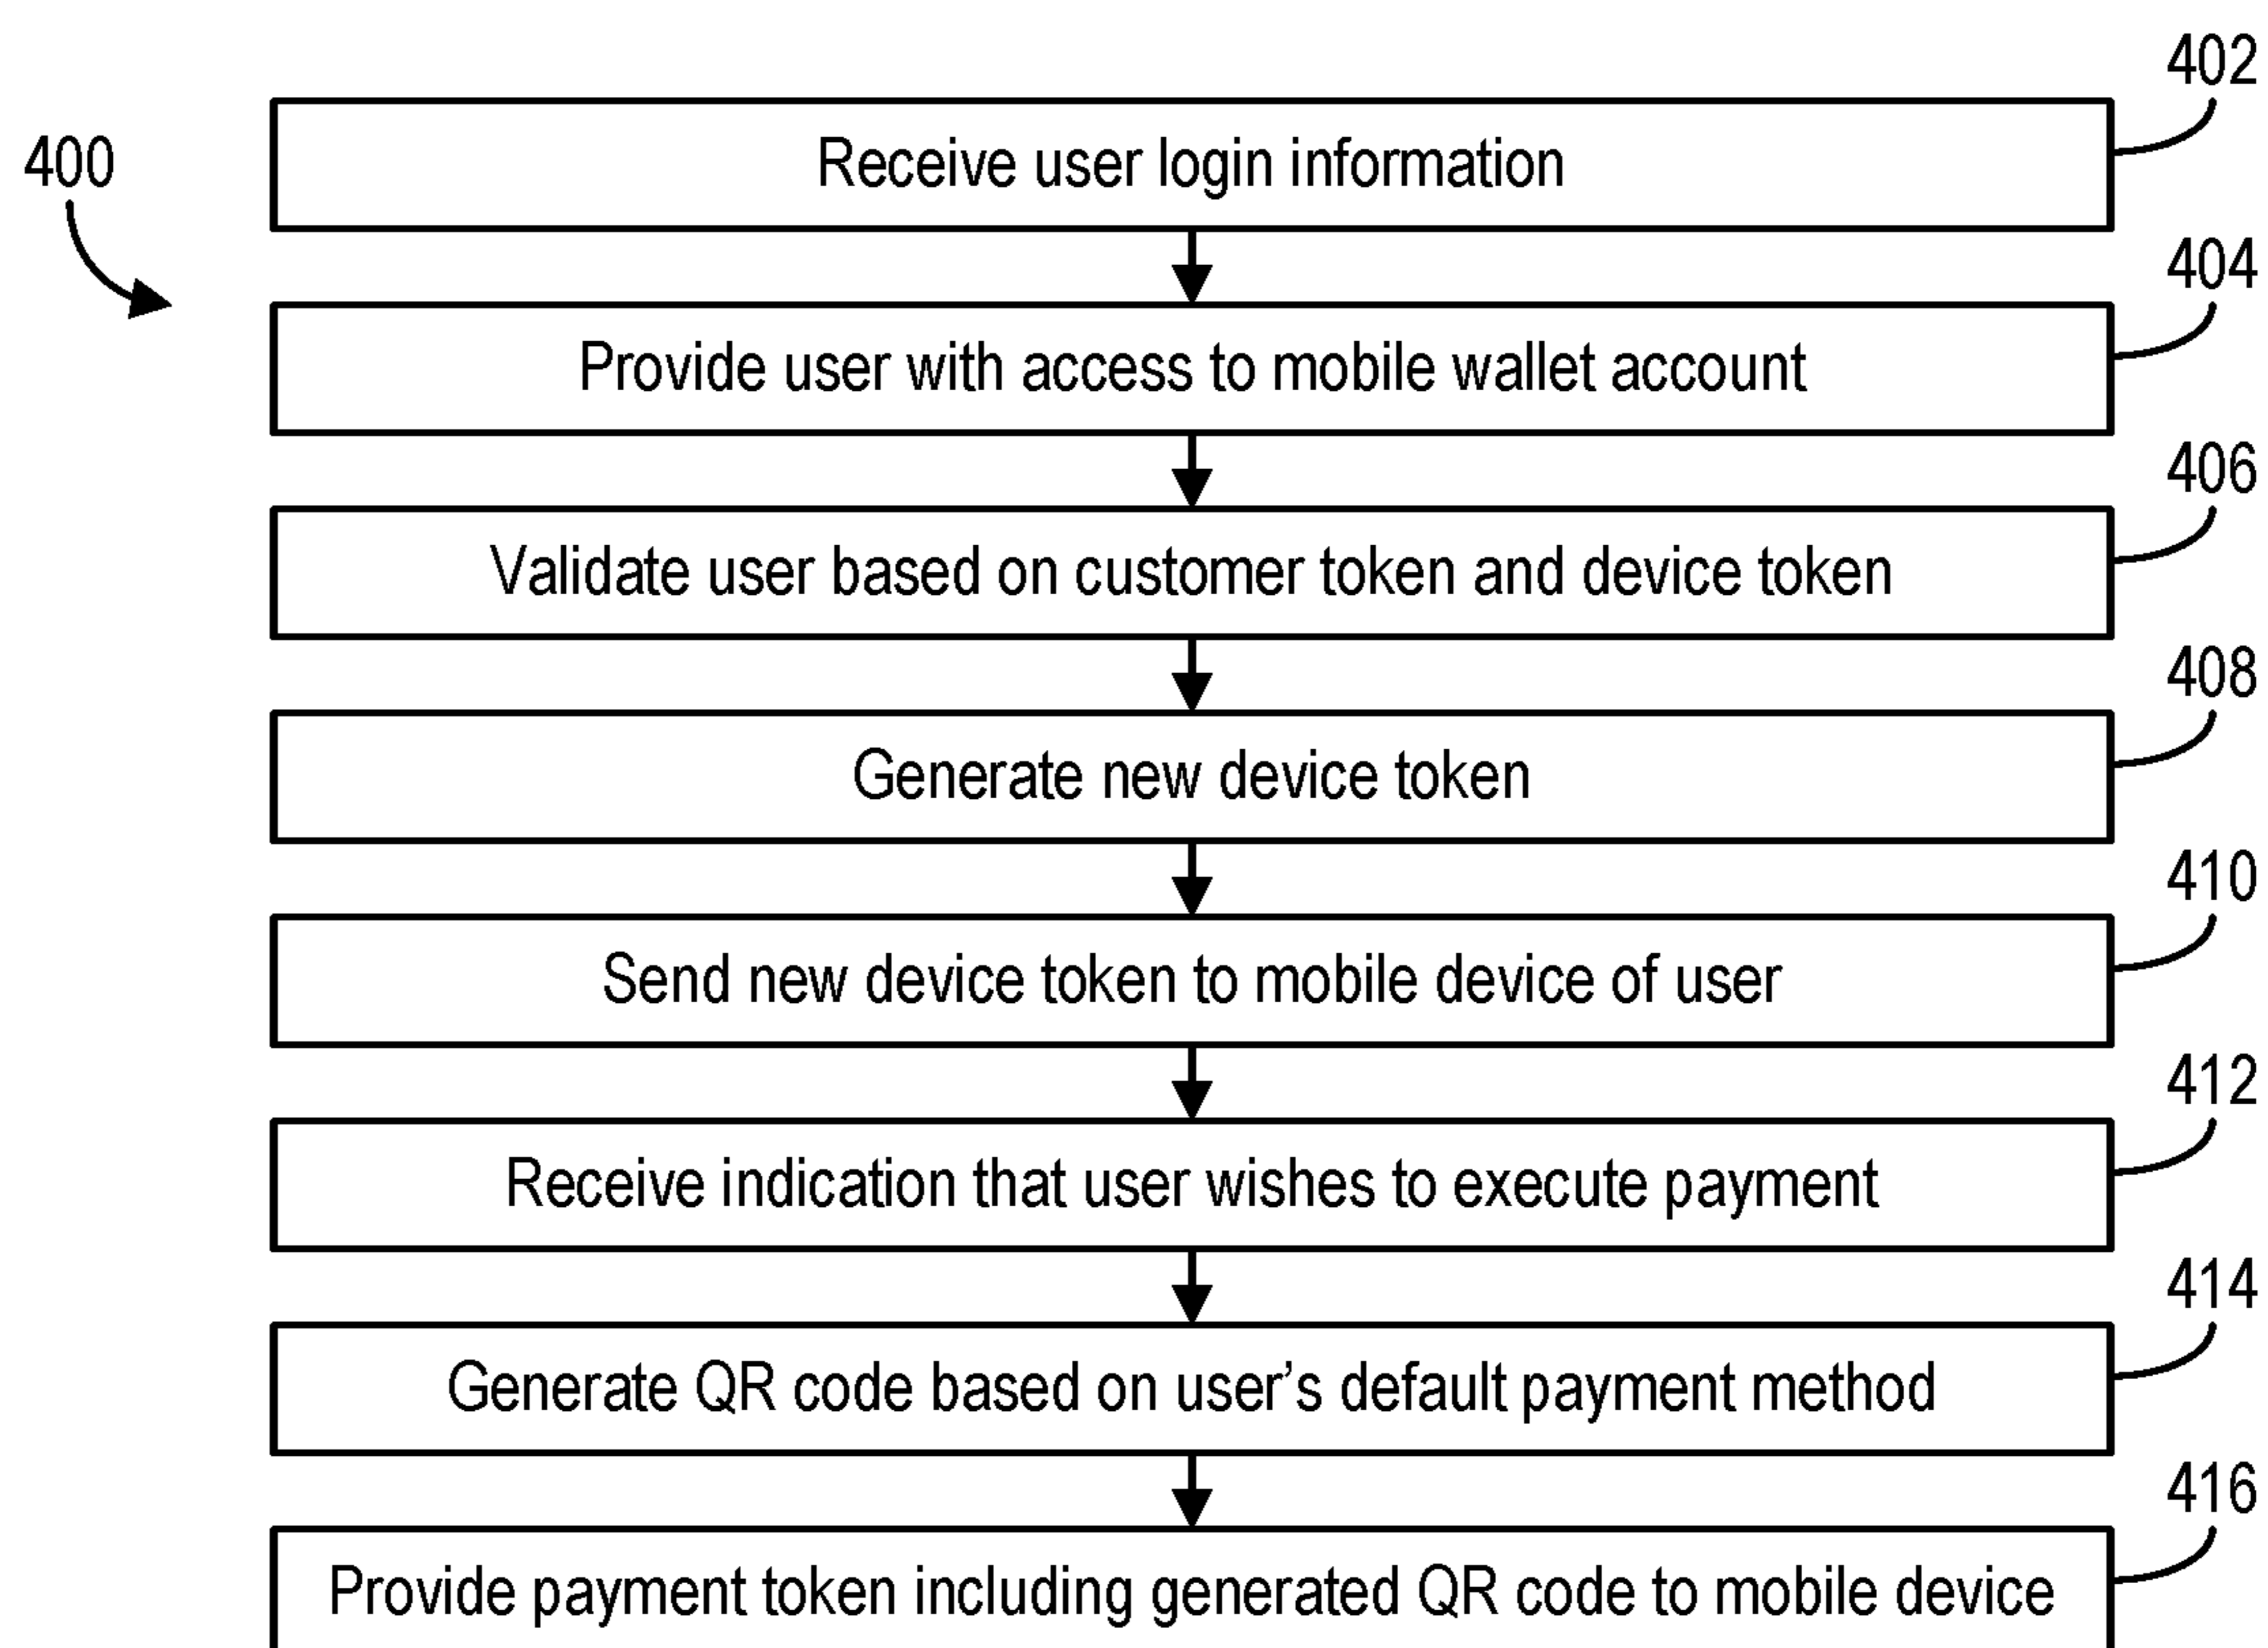 402
400
Receive user login information
404
Provide user with access to mobile wallet account
406
Validate user based on customer token and device token
408
Generate new device token
410
Send new device token to mobile device of user
412
Receive indication that user wishes to execute payment
414
Generate QR code based on user’s default payment method
416
Provide payment token including generated QR code to mobile device